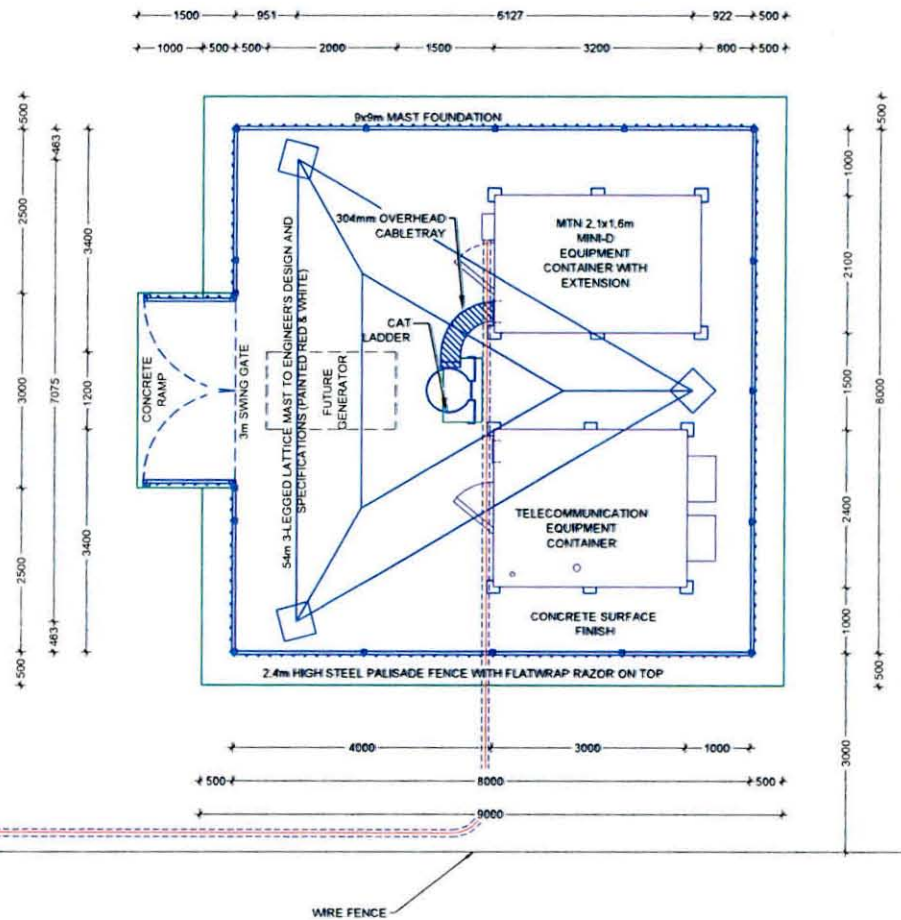 1500 951 6127 922 500
1000 500 500 2000 1500 3200 800 500
500
2500
3000
2500
500
463
7075
463
3400
1200
3400
9x9m MAST FOUNDATION
304mm OVERHEAD
CABLETRAY
MTN 2,1x1,6m
MINI-D
EQUIPMENT
CONTAINER WITH
EXTENSION
CAT
LADDER
CONCRETE
RAMP
3m SWING GATE
54m 3-LEGGED LATTICE MAST TO ENGINEER'S DESIGN AND
SPECIFICATIONS (PAINTED RED & WHITE)
FUTURE
GENERATOR
TELECOMMUNICATION
EQUIPMENT
CONTAINER
CONCRETE SURFACE
FINISH
2.4m HIGH STEEL PALISADE FENCE WITH FLATWRAP RAZOR ON TOP
1000
2100
1500
2400
1000
3000
500
8000
500
4000 3000 1000
500 8000 500
9000
WIRE FENCE